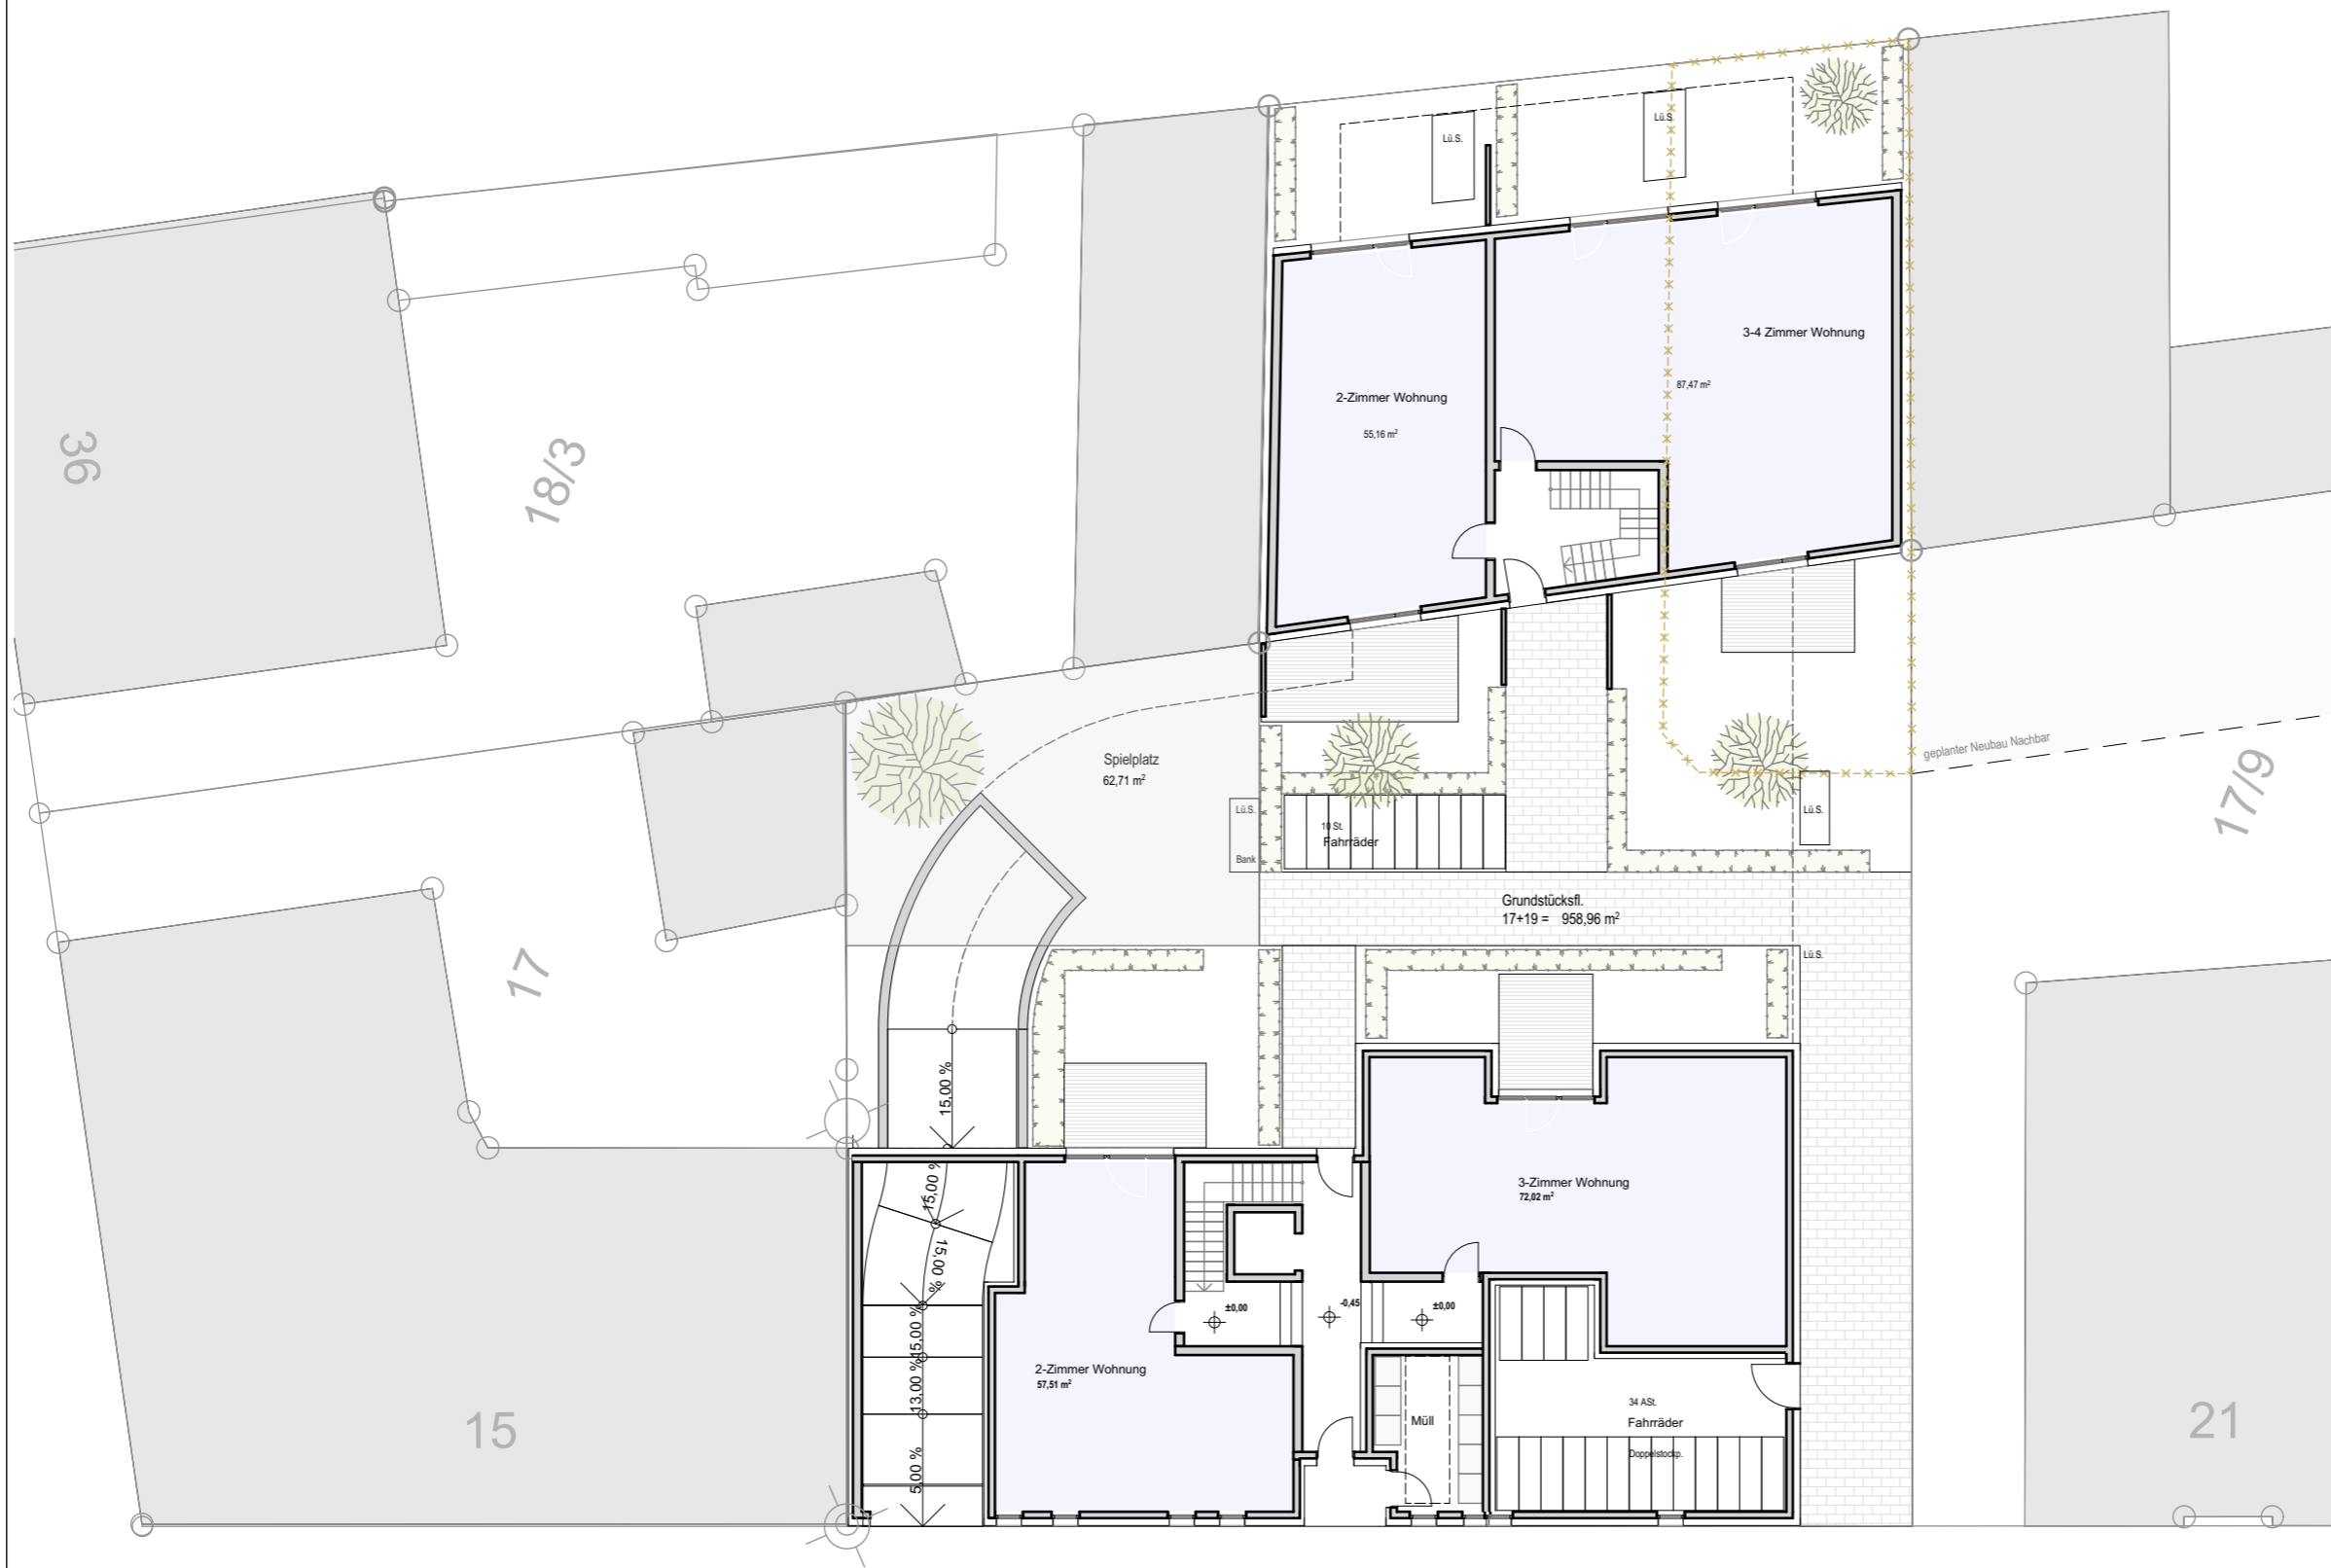 Lü.S.
Lü.S.
3-4 Zimmer Wohnung
87,47 m²
2-Zimmer Wohnung
55,16 m²
36
18/3
Spielplatz
62,71 m²
geplanter Neubau Nachbar
17/9
Lü.S.
Bank
10 St.
Fahrräder
Lü.S.
Grundstücksfl.
17+19 = 958,96 m²
Lü.S.
17
15,00 %
15,00 %
15,00 %
15,00 %
13,00 %
5,00 %
3-Zimmer Wohnung
72,02 m²
±0,00
-0,45
±0,00
2-Zimmer Wohnung
57,51 m²
Müll
34 ASt.
Fahrräder
Doppelstockp.
15
21